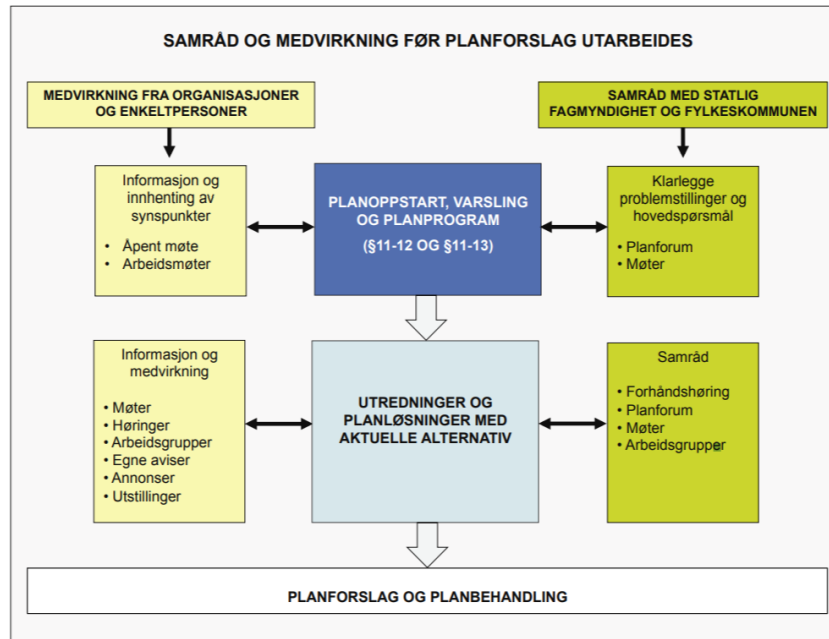 SAMRÅD OG MEDVIRKNING FØR PLANFORSLAG UTARBEIDES
MEDVIRKNING FRA ORGANISASJONER
OG ENKELTPERSONER
SAMRÅD MED STATLIG
FAGMYNDIGHET OG FYLKESKOMMUNEN
Informasjon og
innhenting av
synspunkter
• Åpent møte
• Arbeidsmøter
PLANOPPSTART, VARSLING
OG PLANPROGRAM
(§11-12 OG §11-13)
Klarlegge
problemstillinger og
hovedspørsmål
• Planforum
• Møter
Informasjon og
medvirkning
• Møter
• Høringer
• Arbeidsgrupper
• Egne aviser
• Annonser
• Utstillinger
UTREDNINGER OG
PLANLØSNINGER MED
AKTUELLE ALTERNATIV
Samråd
• Forhåndshøring
• Planforum
• Møter
• Arbeidsgrupper
PLANFORSLAG OG PLANBEHANDLING